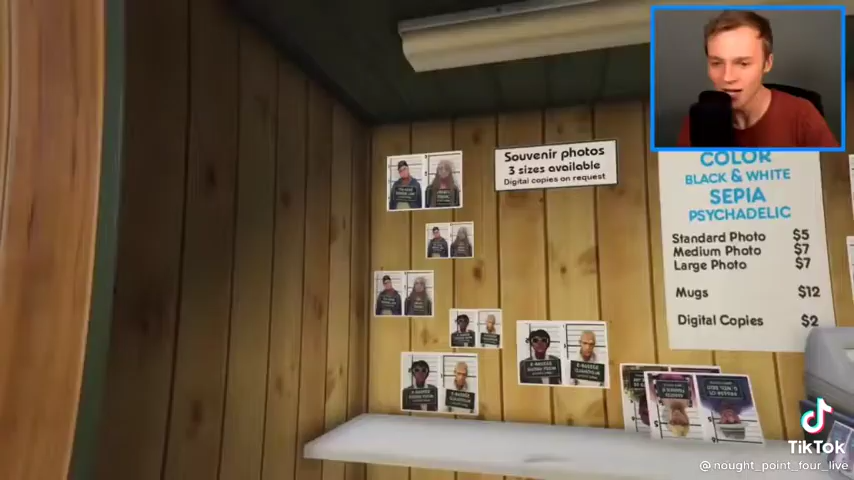 Souvenir photos
3 sizes available
Digital copies on request
COLOR
BLACK & WHITE
SEPIA
PSYCHADELIC
Standard Photo $5
Medium Photo $7
Large Photo $7
Mugs $12
Digital Copies $2
TikTok
@nought_point_four_live